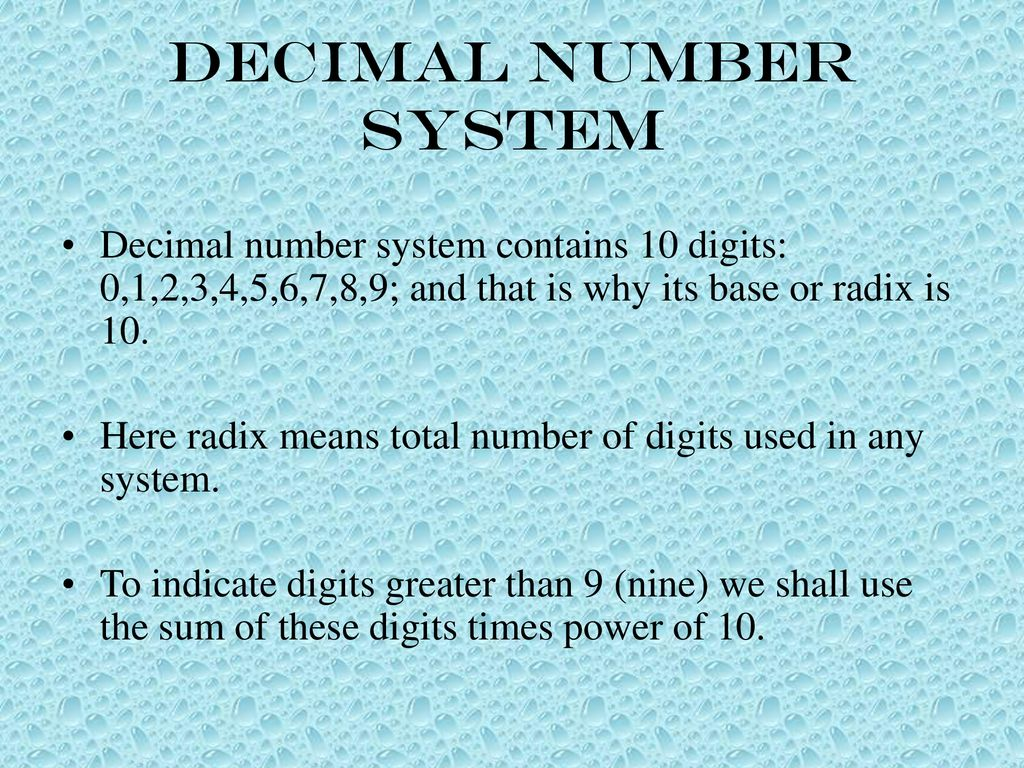 DECIMAL NUMBER
SYSTEM
• Decimal number system contains 10 digits:
0,1,2,3,4,5,6,7,8,9; and that is why its base or radix is
10.
• Here radix means total number of digits used in any
system.
• To indicate digits greater than 9 (nine) we shall use
the sum of these digits times power of 10.